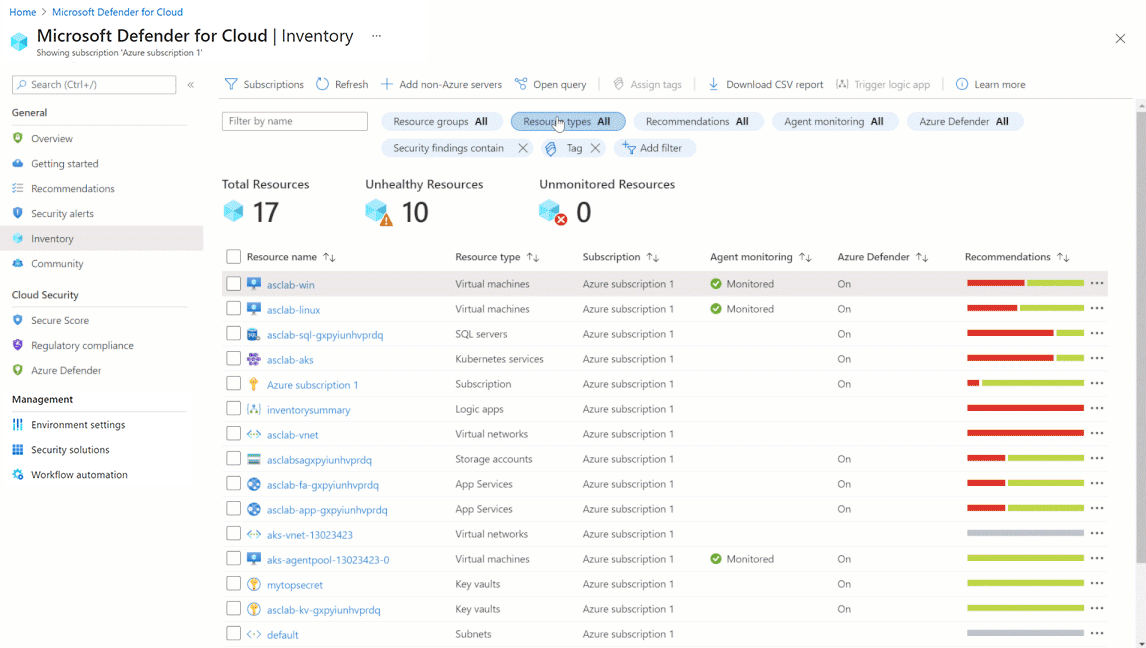 Home > Microsoft Defender for Cloud
Microsoft Defender for Cloud | Inventory ...
Showing subscription 'Azure subscription 1'
Search (Ctrl+/) «
General
Overview
Getting started
Recommendations
Security alerts
Inventory
Community
Cloud Security
Secure Score
Regulatory compliance
Azure Defender
Management
Environment settings
Security solutions
Workflow automation
Subscriptions Refresh Add non-Azure servers Open query Assign tags Download CSV report Trigger logic app Learn more
Filter by name Resource groups All Resource types All Recommendations All Agent monitoring All Azure Defender All
Security findings contain Tag Add filter
Total Resources Unhealthy Resources Unmonitored Resources
17 10 0
Resource name Resource type Subscription Agent monitoring Azure Defender Recommendations
asclab-win Virtual machines Azure subscription 1 Monitored On ...
asclab-linux Virtual machines Azure subscription 1 Monitored On ...
asclab-sql-gxpyiunhvprdq SQL servers Azure subscription 1 On ...
asclab-aks Kubernetes services Azure subscription 1 On ...
Azure subscription 1 Subscription Azure subscription 1 On ...
inventorysummary Logic apps Azure subscription 1 ...
asclab-vnet Virtual networks Azure subscription 1 ...
asclabsagxpyiunhvprdq Storage accounts Azure subscription 1 On ...
asclab-fa-gxpyiunhvprdq App Services Azure subscription 1 On ...
asclab-app-gxpyiunhvprdq App Services Azure subscription 1 On ...
aks-vnet-13023423 Virtual networks Azure subscription 1 ...
aks-agentpool-13023423-0 Virtual machines Azure subscription 1 Monitored On ...
mytopsecret Key vaults Azure subscription 1 On ...
asclab-kv-gxpyiunhvprdq Key vaults Azure subscription 1 On ...
default Subnets Azure subscription 1 ...